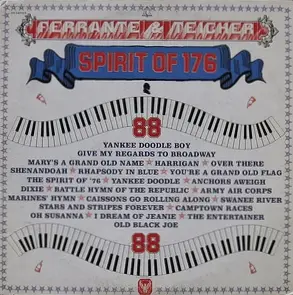 FERRANTE & TEICHER
SPIRIT OF 176
88
YANKEE DOODLE BOY
GIVE MY REGARDS TO BROADWAY
MARY'S A GRAND OLD NAME ★ HARRIGAN ★ OVER THERE
SHENANDOAH ★ RHAPSODY IN BLUE ★ YOU'RE A GRAND OLD FLAG
THE SPIRIT OF '76 ★ YANKEE DOODLE ★ ANCHORS AWEIGH
DIXIE ★ BATTLE HYMN OF THE REPUBLIC ★ ARMY AIR CORPS
MARINES' HYMN ★ CAISSONS GO ROLLING ALONG ★ SWANEE RIVER
STARS AND STRIPES FOREVER ★ CAMPTOWN RACES
OH SUSANNA ★ I DREAM OF JEANIE ★ THE ENTERTAINER
OLD BLACK JOE
88